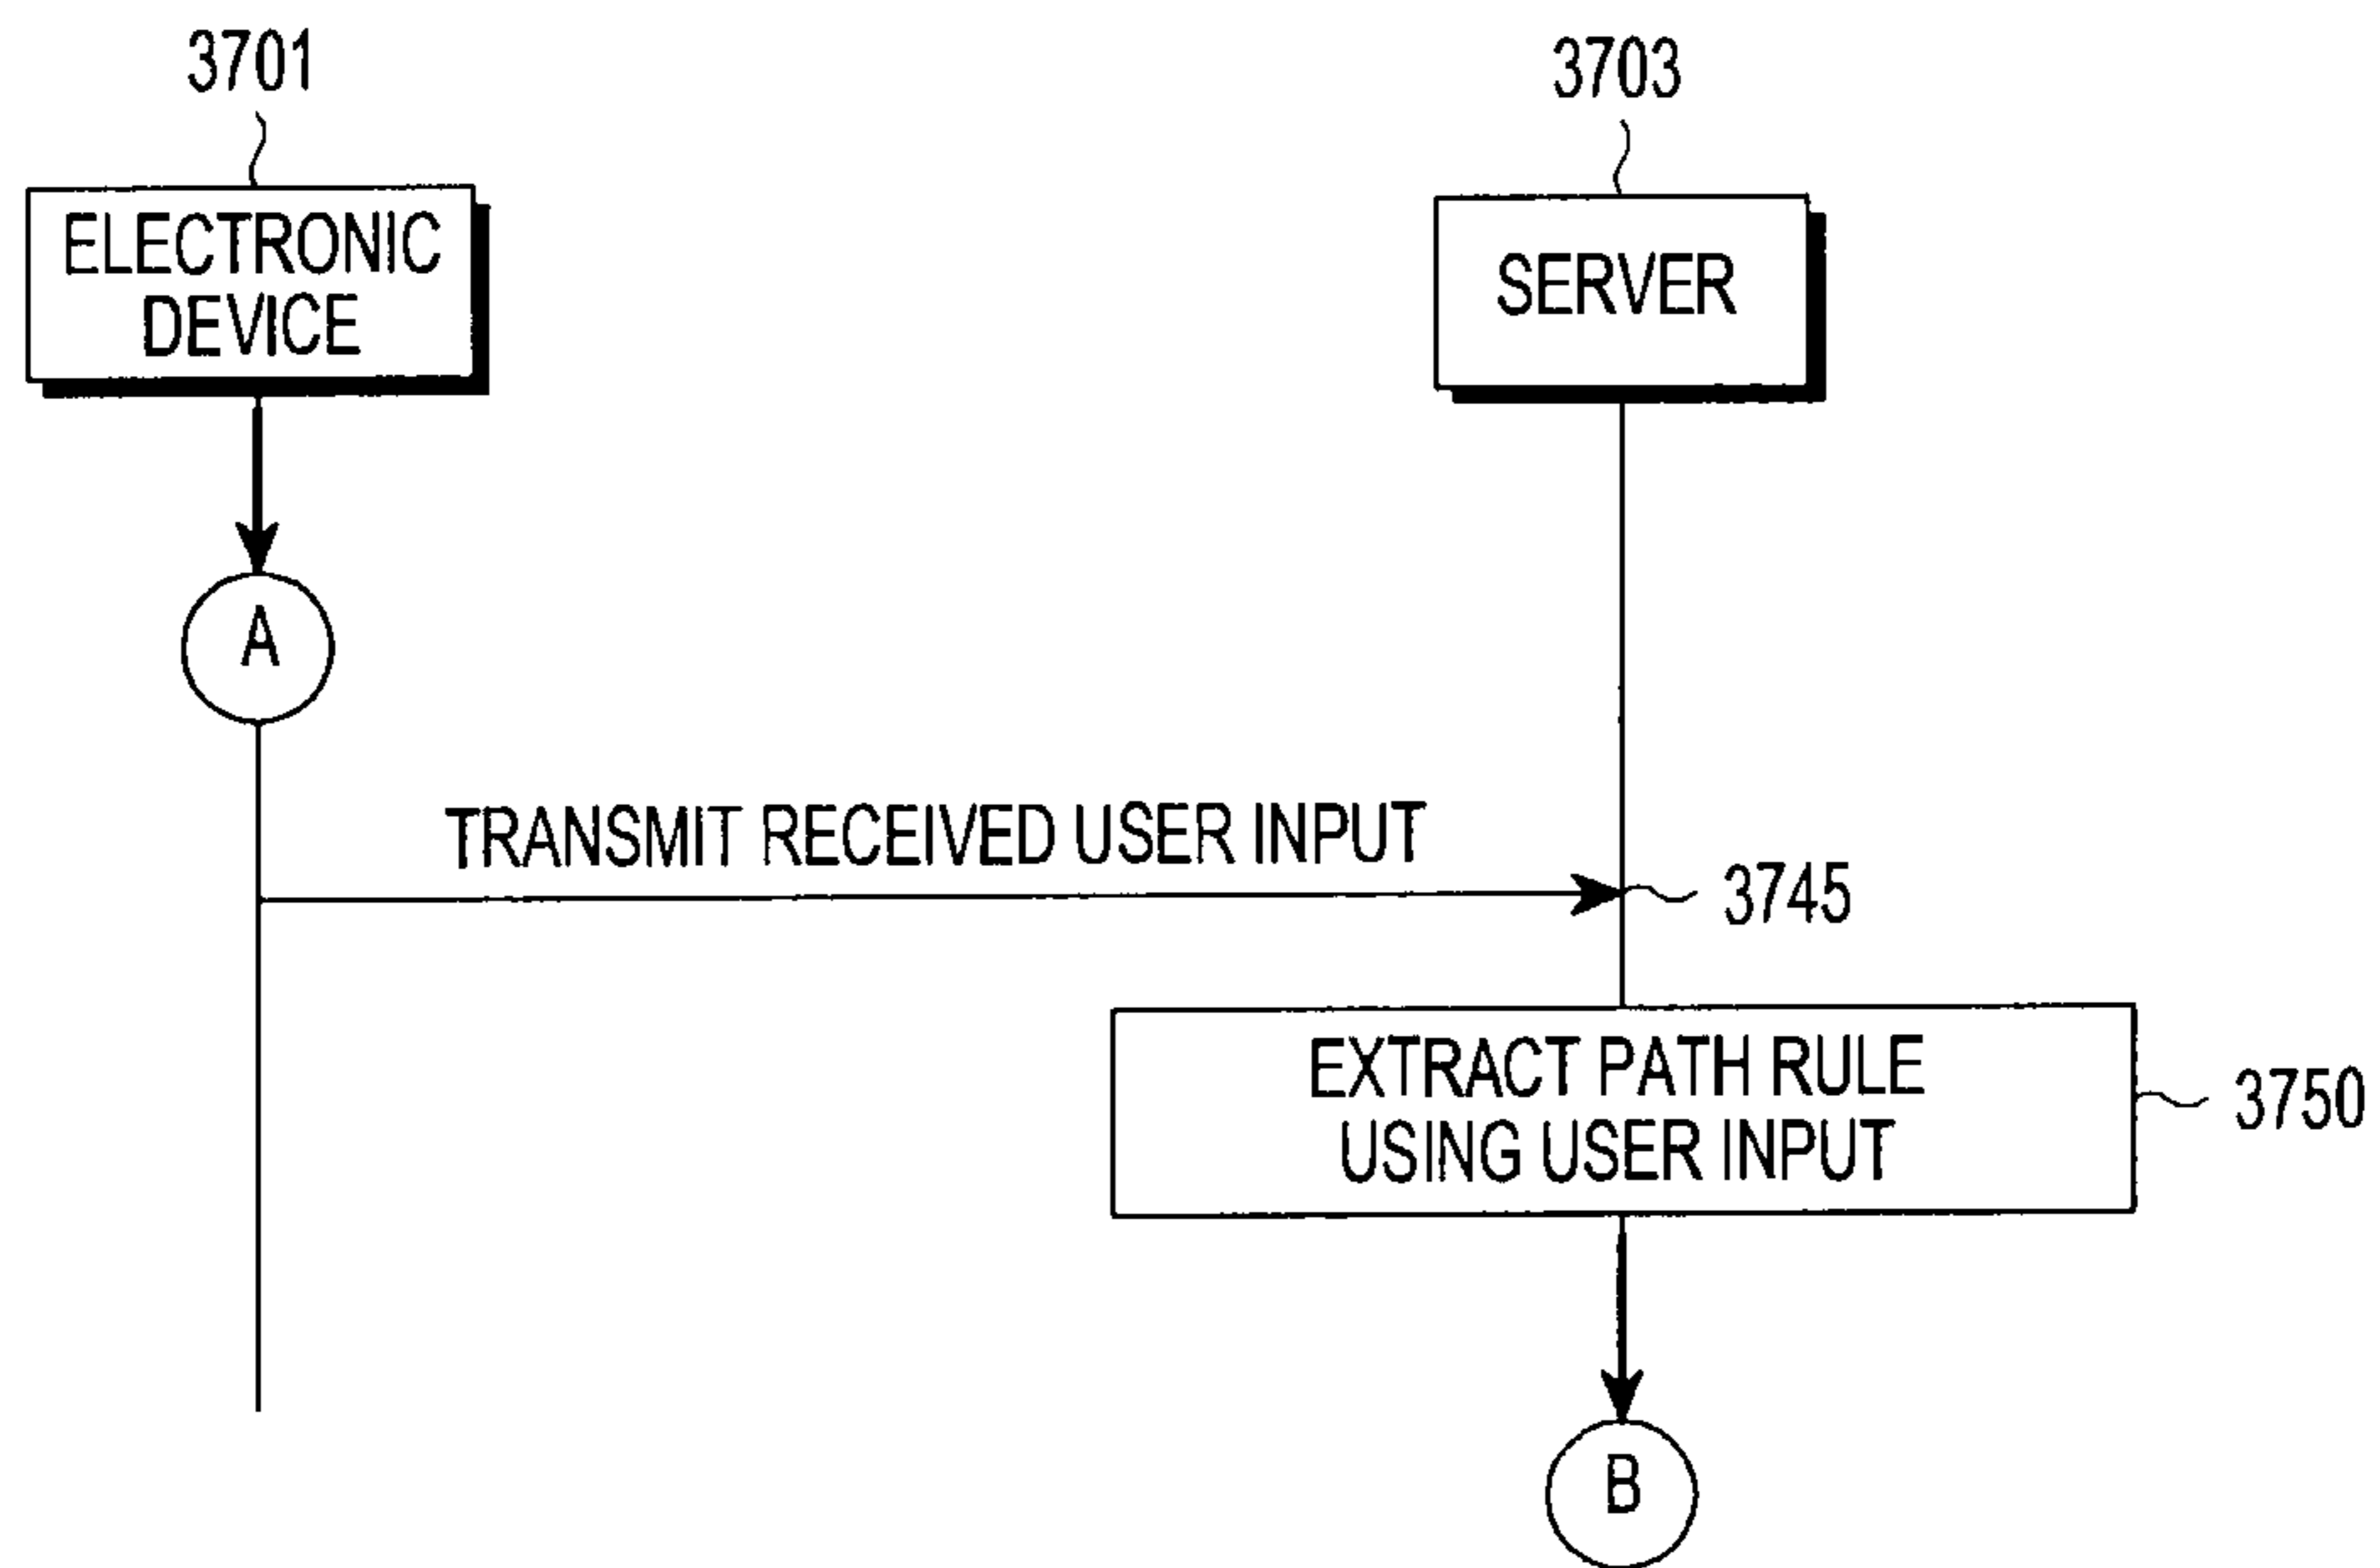 3701
3703
ELECTRONIC
DEVICE
SERVER
A
TRANSMIT RECEIVED USER INPUT
3745
EXTRACT PATH RULE
USING USER INPUT
3750
B